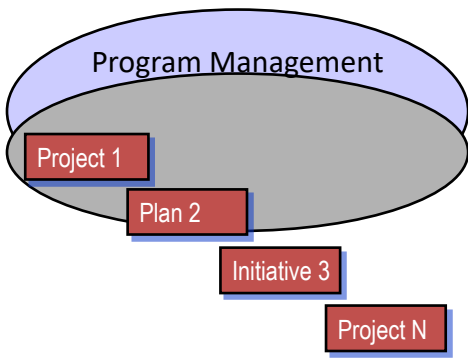 Program Management
Project 1
Plan 2
Initiative 3
Project N